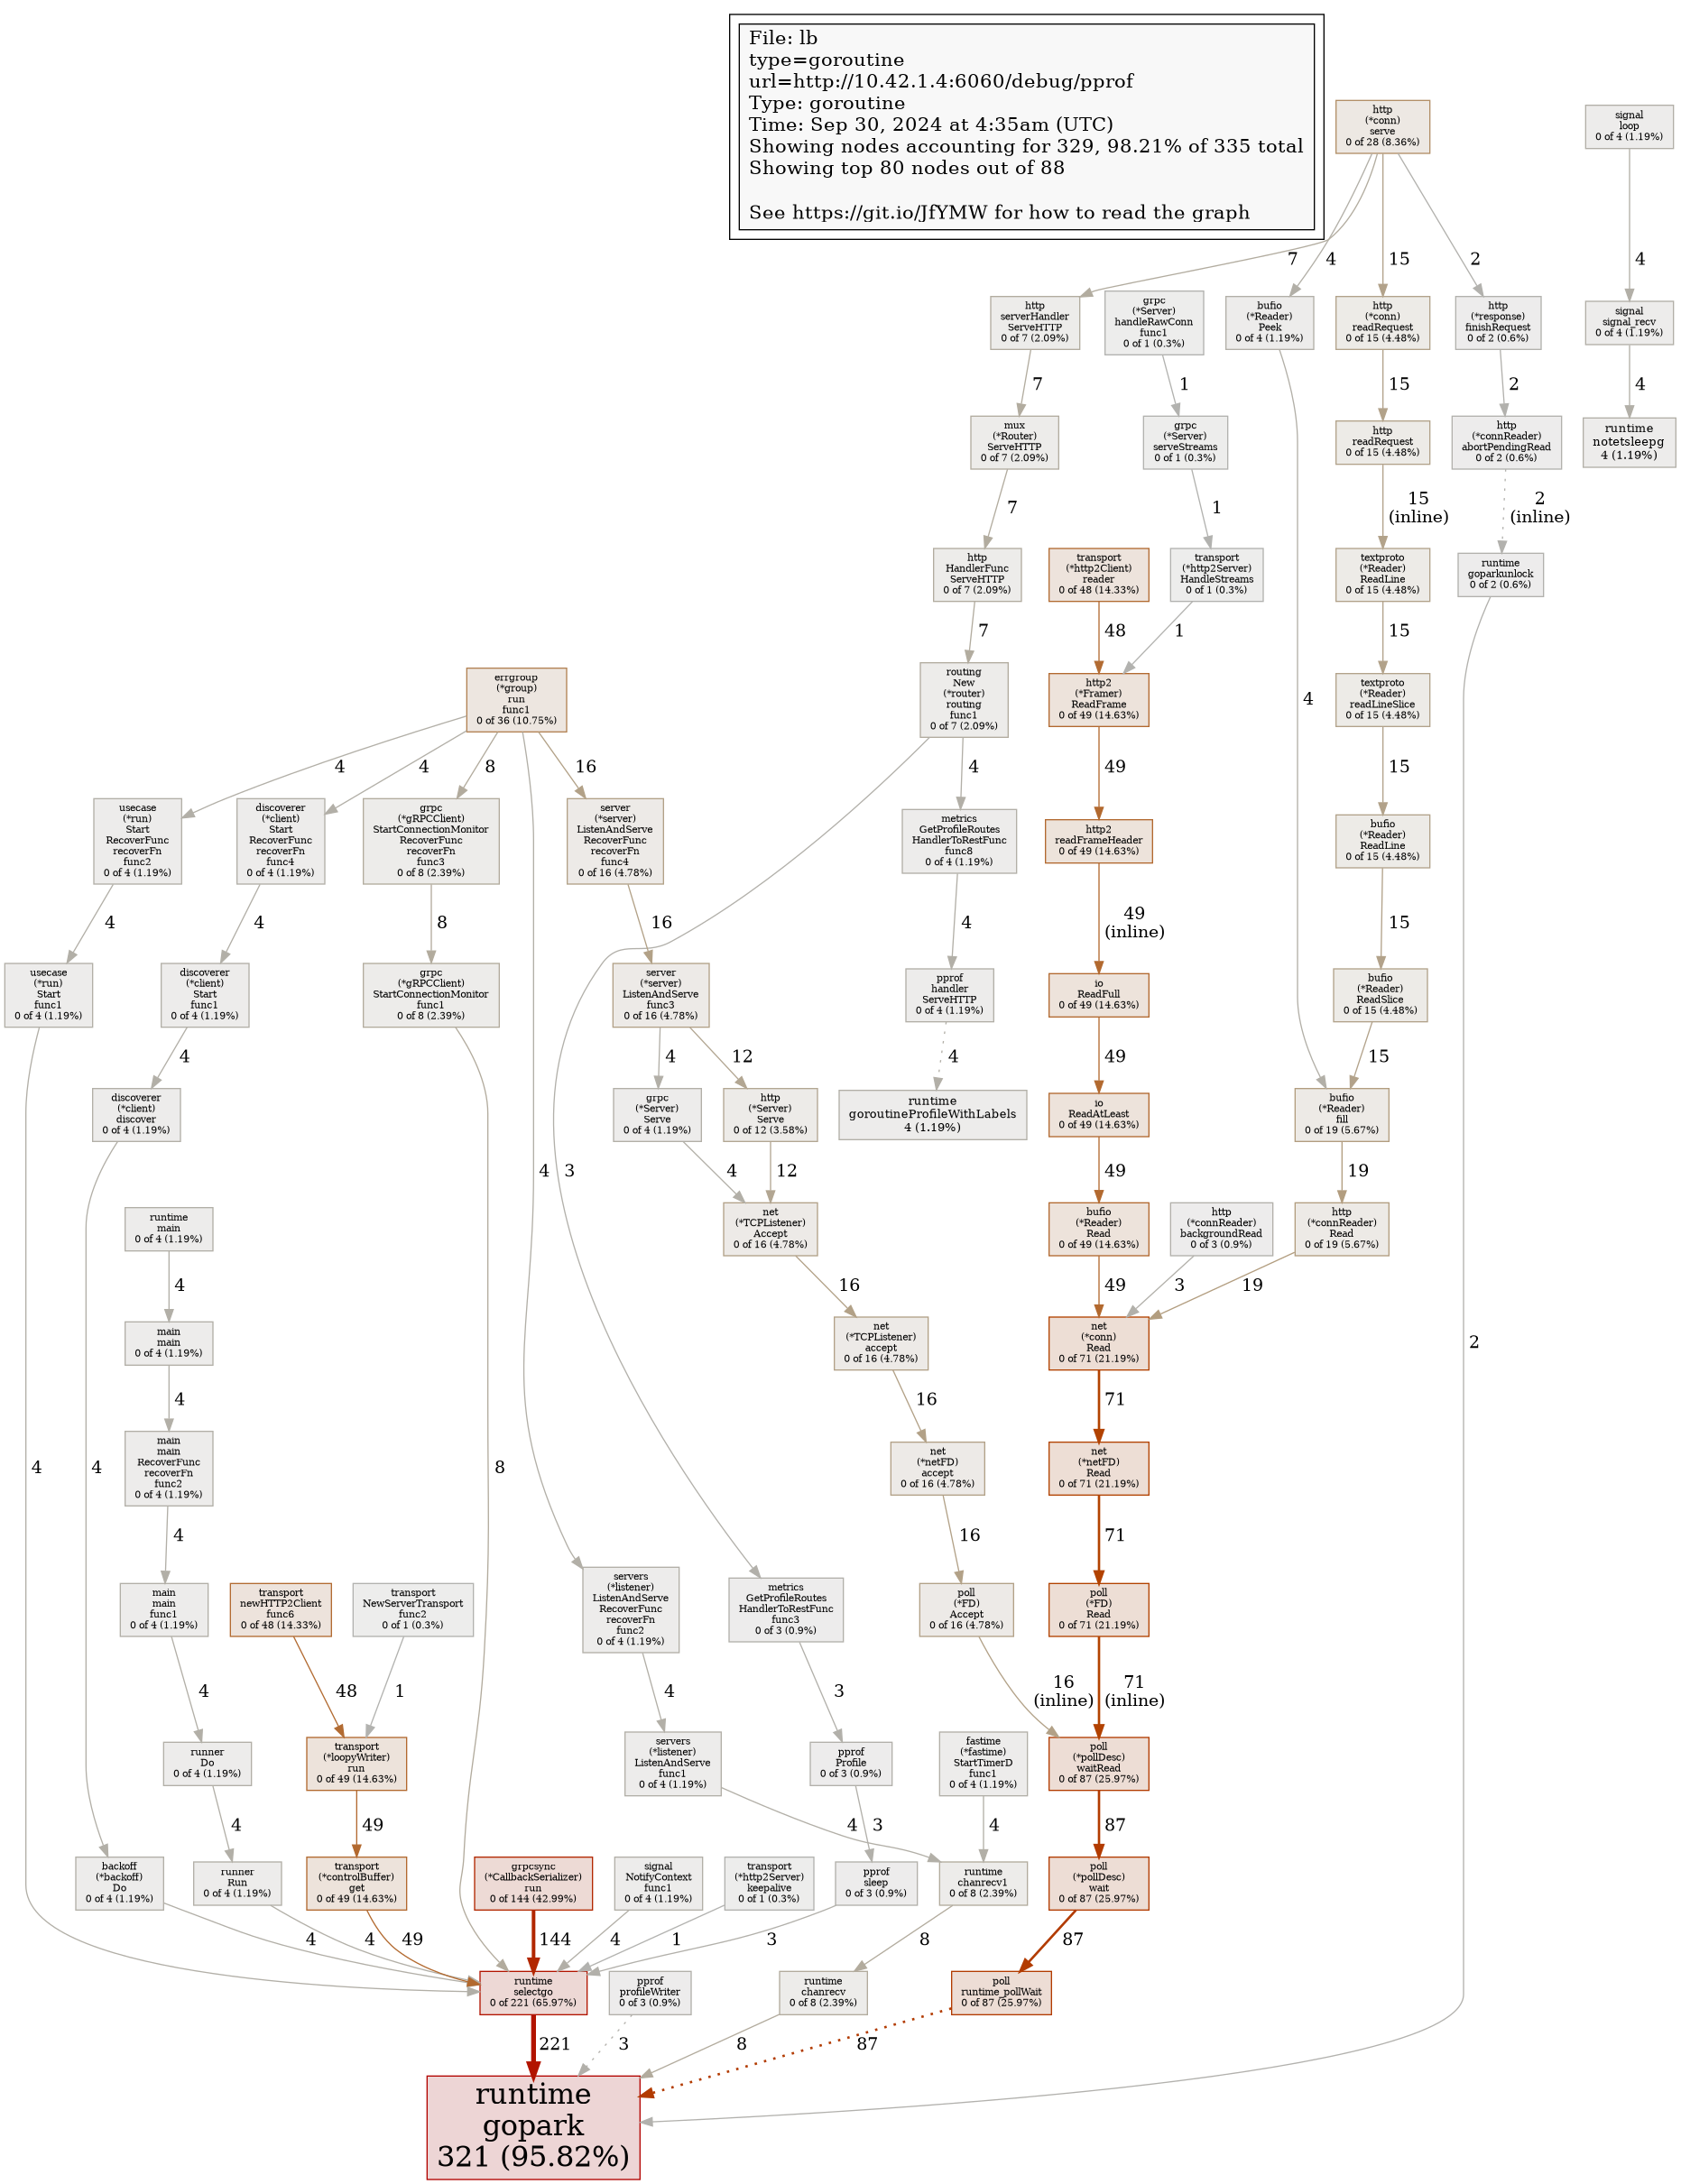 File: lb
type=goroutine
url=http://10.42.1.4:6060/debug/pprof
Type: goroutine
Time: Sep 30, 2024 at 4:35am (UTC)
Showing nodes accounting for 329, 98.21% of 335 total
Showing top 80 nodes out of 88
See https://git.io/JfYMW for how to read the graph
http
(*conn)
serve
0 of 28 (8.36%)
signal
loop
0 of 4 (1.19%)
7
4
15
2
4
http
serverHandler
ServeHTTP
0 of 7 (2.09%)
grpc
(*Server)
handleRawConn
func1
0 of 1 (0.3%)
bufio
(*Reader)
Peek
0 of 4 (1.19%)
http
(*conn)
readRequest
0 of 15 (4.48%)
http
(*response)
finishRequest
0 of 2 (0.6%)
signal
signal_recv
0 of 4 (1.19%)
7
1
15
2
4
mux
(*Router)
ServeHTTP
0 of 7 (2.09%)
grpc
(*Server)
serveStreams
0 of 1 (0.3%)
http
readRequest
0 of 15 (4.48%)
http
(*connReader)
abortPendingRead
0 of 2 (0.6%)
runtime
notetsleepg
4 (1.19%)
7
1
15
(inline)
2
(inline)
http
HandlerFunc
ServeHTTP
0 of 7 (2.09%)
transport
(*http2Client)
reader
0 of 48 (14.33%)
transport
(*http2Server)
HandleStreams
0 of 1 (0.3%)
textproto
(*Reader)
ReadLine
0 of 15 (4.48%)
runtime
goparkunlock
0 of 2 (0.6%)
7
48
1
15
errgroup
(*group)
run
func1
0 of 36 (10.75%)
routing
New
(*router)
routing
func1
0 of 7 (2.09%)
http2
(*Framer)
ReadFrame
0 of 49 (14.63%)
4
textproto
(*Reader)
readLineSlice
0 of 15 (4.48%)
4
4
8
16
4
49
15
usecase
(*run)
Start
RecoverFunc
recoverFn
func2
0 of 4 (1.19%)
discoverer
(*client)
Start
RecoverFunc
recoverFn
func4
0 of 4 (1.19%)
grpc
(*gRPCClient)
StartConnectionMonitor
RecoverFunc
recoverFn
func3
0 of 8 (2.39%)
server
(*server)
ListenAndServe
RecoverFunc
recoverFn
func4
0 of 16 (4.78%)
metrics
GetProfileRoutes
HandlerToRestFunc
func8
0 of 4 (1.19%)
http2
readFrameHeader
0 of 49 (14.63%)
bufio
(*Reader)
ReadLine
0 of 15 (4.48%)
4
4
8
16
4
49
(inline)
15
usecase
(*run)
Start
func1
0 of 4 (1.19%)
discoverer
(*client)
Start
func1
0 of 4 (1.19%)
grpc
(*gRPCClient)
StartConnectionMonitor
func1
0 of 8 (2.39%)
server
(*server)
ListenAndServe
func3
0 of 16 (4.78%)
pprof
handler
ServeHTTP
0 of 4 (1.19%)
io
ReadFull
0 of 49 (14.63%)
bufio
(*Reader)
ReadSlice
0 of 15 (4.48%)
4
4
12
4
49
15
discoverer
(*client)
discover
0 of 4 (1.19%)
grpc
(*Server)
Serve
0 of 4 (1.19%)
http
(*Server)
Serve
0 of 12 (3.58%)
runtime
goroutineProfileWithLabels
4 (1.19%)
io
ReadAtLeast
0 of 49 (14.63%)
bufio
(*Reader)
fill
0 of 19 (5.67%)
4
3
4
12
49
19
runtime
main
0 of 4 (1.19%)
net
(*TCPListener)
Accept
0 of 16 (4.78%)
bufio
(*Reader)
Read
0 of 49 (14.63%)
http
(*connReader)
backgroundRead
0 of 3 (0.9%)
http
(*connReader)
Read
0 of 19 (5.67%)
4
16
49
3
19
2
main
main
0 of 4 (1.19%)
net
(*TCPListener)
accept
0 of 16 (4.78%)
net
(*conn)
Read
0 of 71 (21.19%)
4
16
71
main
main
RecoverFunc
recoverFn
func2
0 of 4 (1.19%)
net
(*netFD)
accept
0 of 16 (4.78%)
net
(*netFD)
Read
0 of 71 (21.19%)
4
4
8
4
16
71
main
main
func1
0 of 4 (1.19%)
transport
newHTTP2Client
func6
0 of 48 (14.33%)
transport
NewServerTransport
func2
0 of 1 (0.3%)
servers
(*listener)
ListenAndServe
RecoverFunc
recoverFn
func2
0 of 4 (1.19%)
metrics
GetProfileRoutes
HandlerToRestFunc
func3
0 of 3 (0.9%)
poll
(*FD)
Accept
0 of 16 (4.78%)
poll
(*FD)
Read
0 of 71 (21.19%)
4
48
1
4
3
16
(inline)
71
(inline)
runner
Do
0 of 4 (1.19%)
transport
(*loopyWriter)
run
0 of 49 (14.63%)
servers
(*listener)
ListenAndServe
func1
0 of 4 (1.19%)
pprof
Profile
0 of 3 (0.9%)
fastime
(*fastime)
StartTimerD
func1
0 of 4 (1.19%)
poll
(*pollDesc)
waitRead
0 of 87 (25.97%)
4
49
4
3
4
87
backoff
(*backoff)
Do
0 of 4 (1.19%)
runner
Run
0 of 4 (1.19%)
transport
(*controlBuffer)
get
0 of 49 (14.63%)
grpcsync
(*CallbackSerializer)
run
0 of 144 (42.99%)
signal
NotifyContext
func1
0 of 4 (1.19%)
transport
(*http2Server)
keepalive
0 of 1 (0.3%)
pprof
sleep
0 of 3 (0.9%)
runtime
chanrecv1
0 of 8 (2.39%)
poll
(*pollDesc)
wait
0 of 87 (25.97%)
4
4
49
144
4
1
3
8
87
runtime
selectgo
0 of 221 (65.97%)
pprof
profileWriter
0 of 3 (0.9%)
runtime
chanrecv
0 of 8 (2.39%)
poll
runtime_pollWait
0 of 87 (25.97%)
221
3
8
87
runtime
gopark
321 (95.82%)